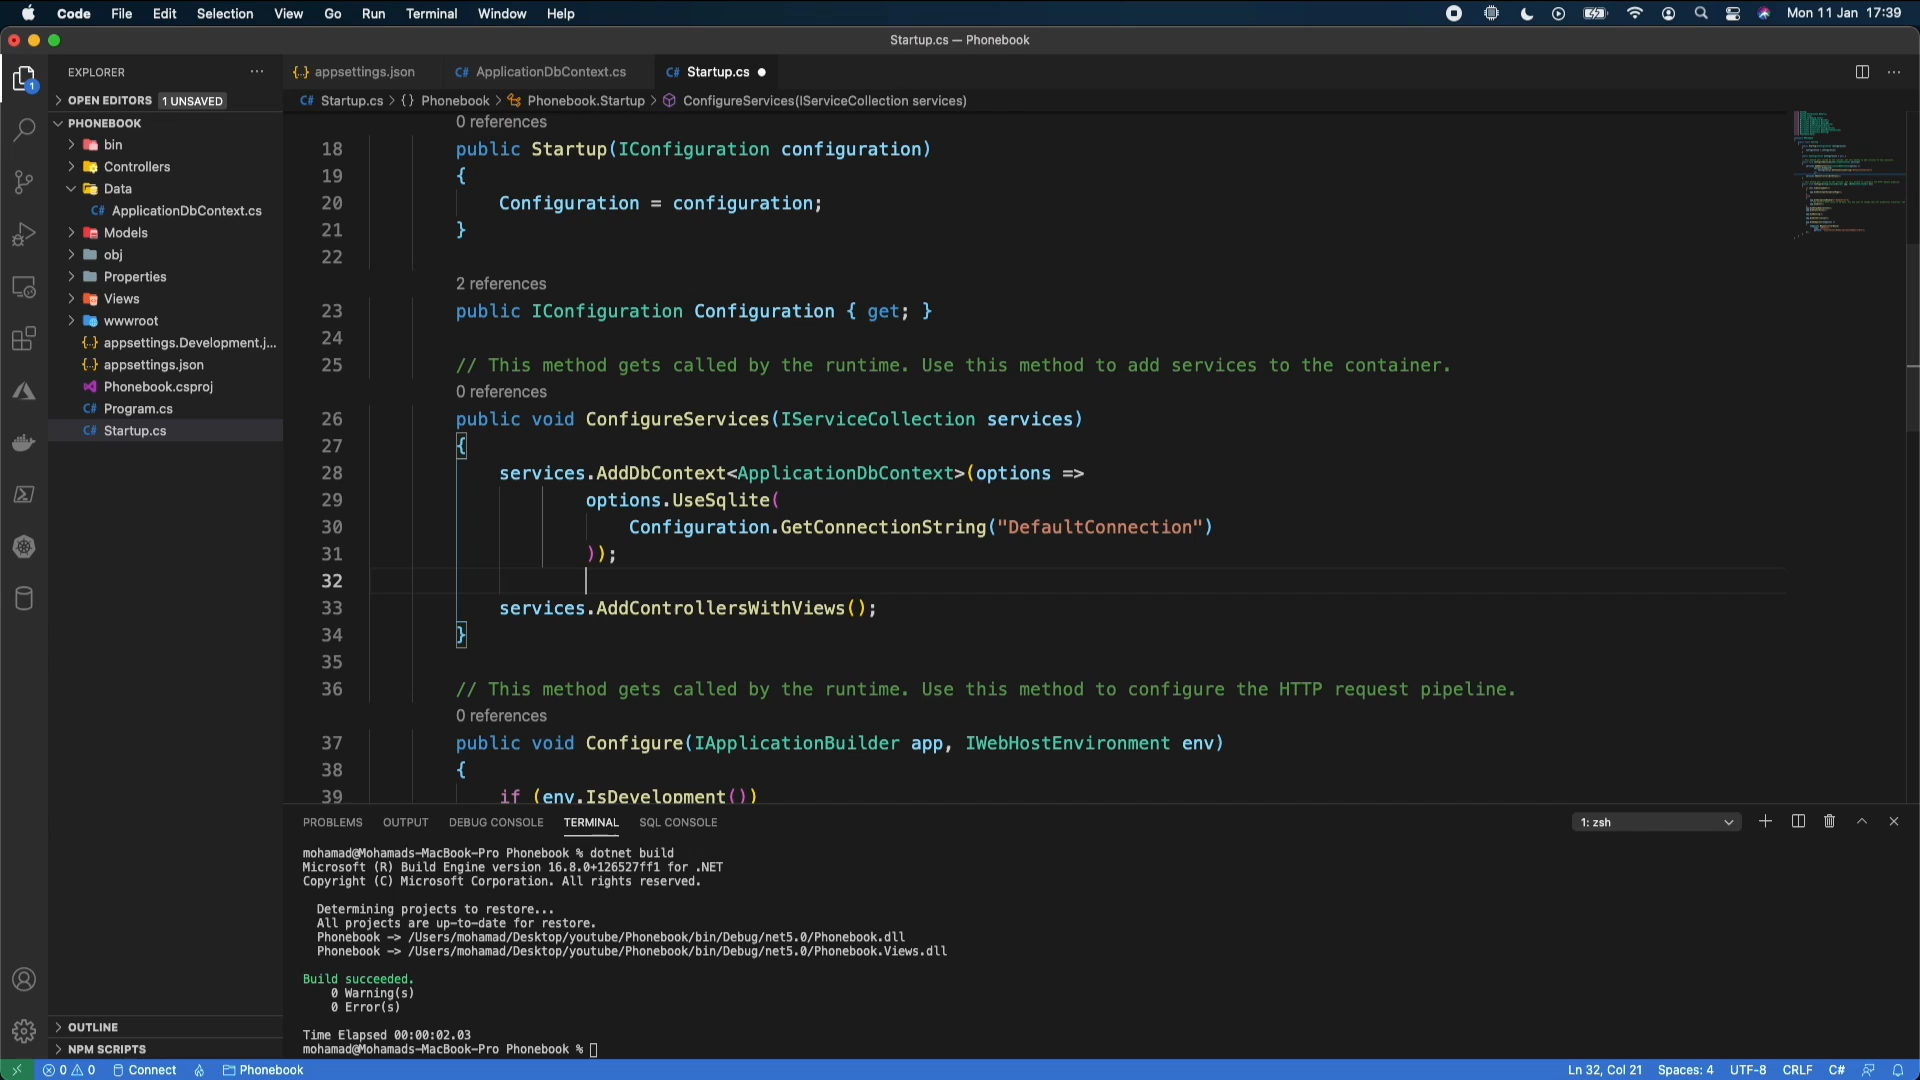 Code File Edit Selection View Go Run Terminal Window Help Mon 11 Jan 17:39
Startup.cs — Phonebook
EXPLORER
OPEN EDITORS 1 UNSAVED
PHONEBOOK
bin
Controllers
Data
C# ApplicationDbContext.cs
Models
obj
Properties
Views
wwwroot
{..} appsettings.Development.j...
{..} appsettings.json
Phonebook.csproj
C# Program.cs
C# Startup.cs
OUTLINE
NPM SCRIPTS
1
{..} appsettings.json C# ApplicationDbContext.cs C# Startup.cs
C# Startup.cs > {} Phonebook > Phonebook.Startup > ConfigureServices(IServiceCollection services)
0 references
18 public Startup(IConfiguration configuration)
19 {
20 Configuration = configuration;
21 }
22
2 references
23 public IConfiguration Configuration { get; }
24
25 // This method gets called by the runtime. Use this method to add services to the container.
0 references
26 public void ConfigureServices(IServiceCollection services)
27 {
28 services.AddDbContext<ApplicationDbContext>(options =>
29 options.UseSqlite(
30 Configuration.GetConnectionString("DefaultConnection")
31 ));
32
33 services.AddControllersWithViews();
34 }
35
36 // This method gets called by the runtime. Use this method to configure the HTTP request pipeline.
0 references
37 public void Configure(IApplicationBuilder app, IWebHostEnvironment env)
38 {
39 if (env.IsDevelopment())
PROBLEMS OUTPUT DEBUG CONSOLE TERMINAL SQL CONSOLE 1: zsh
mohamad@Mohamads-MacBook-Pro Phonebook % dotnet build
Microsoft (R) Build Engine version 16.8.0+126527ff1 for .NET
Copyright (C) Microsoft Corporation. All rights reserved.
Determining projects to restore...
All projects are up-to-date for restore.
Phonebook -> /Users/mohamad/Desktop/youtube/Phonebook/bin/Debug/net5.0/Phonebook.dll
Phonebook -> /Users/mohamad/Desktop/youtube/Phonebook/bin/Debug/net5.0/Phonebook.Views.dll
Build succeeded.
0 Warning(s)
0 Error(s)
Time Elapsed 00:00:02.03
mohamad@Mohamads-MacBook-Pro Phonebook %
0 0 Connect Phonebook Ln 32, Col 21 Spaces: 4 UTF-8 CRLF C#